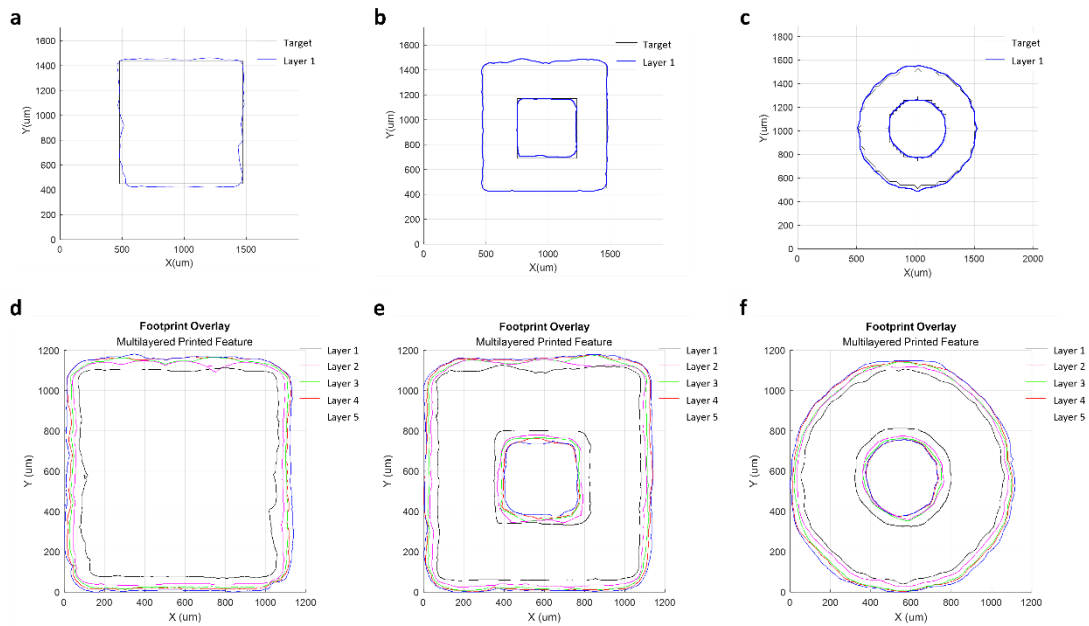 a
1600
1400
1200
1000
800
600
400
200
0
Y(um)
0 500 1000 1500
X(um)
Target
Layer 1
b
1600
1400
1200
1000
800
600
400
200
0
Y(um)
0 500 1000 1500
X(um)
Target
Layer 1
c
1800
1600
1400
1200
1000
800
600
400
200
0
Y(um)
0 500 1000 1500 2000
X(um)
Target
Layer 1
d
Footprint Overlay
Multilayered Printed Feature
1200
1000
800
600
400
200
0
Y (um)
0 200 400 600 800 1000 1200
X (um)
Layer 1
Layer 2
Layer 3
Layer 4
Layer 5
e
Footprint Overlay
Multilayered Printed Feature
1200
1000
800
600
400
200
0
Y (um)
0 200 400 600 800 1000 1200
X (um)
Layer 1
Layer 2
Layer 3
Layer 4
Layer 5
f
Footprint Overlay
Multilayered Printed Feature
1200
1000
800
600
400
200
0
Y (um)
0 200 400 600 800 1000 1200
X (um)
Layer 1
Layer 2
Layer 3
Layer 4
Layer 5